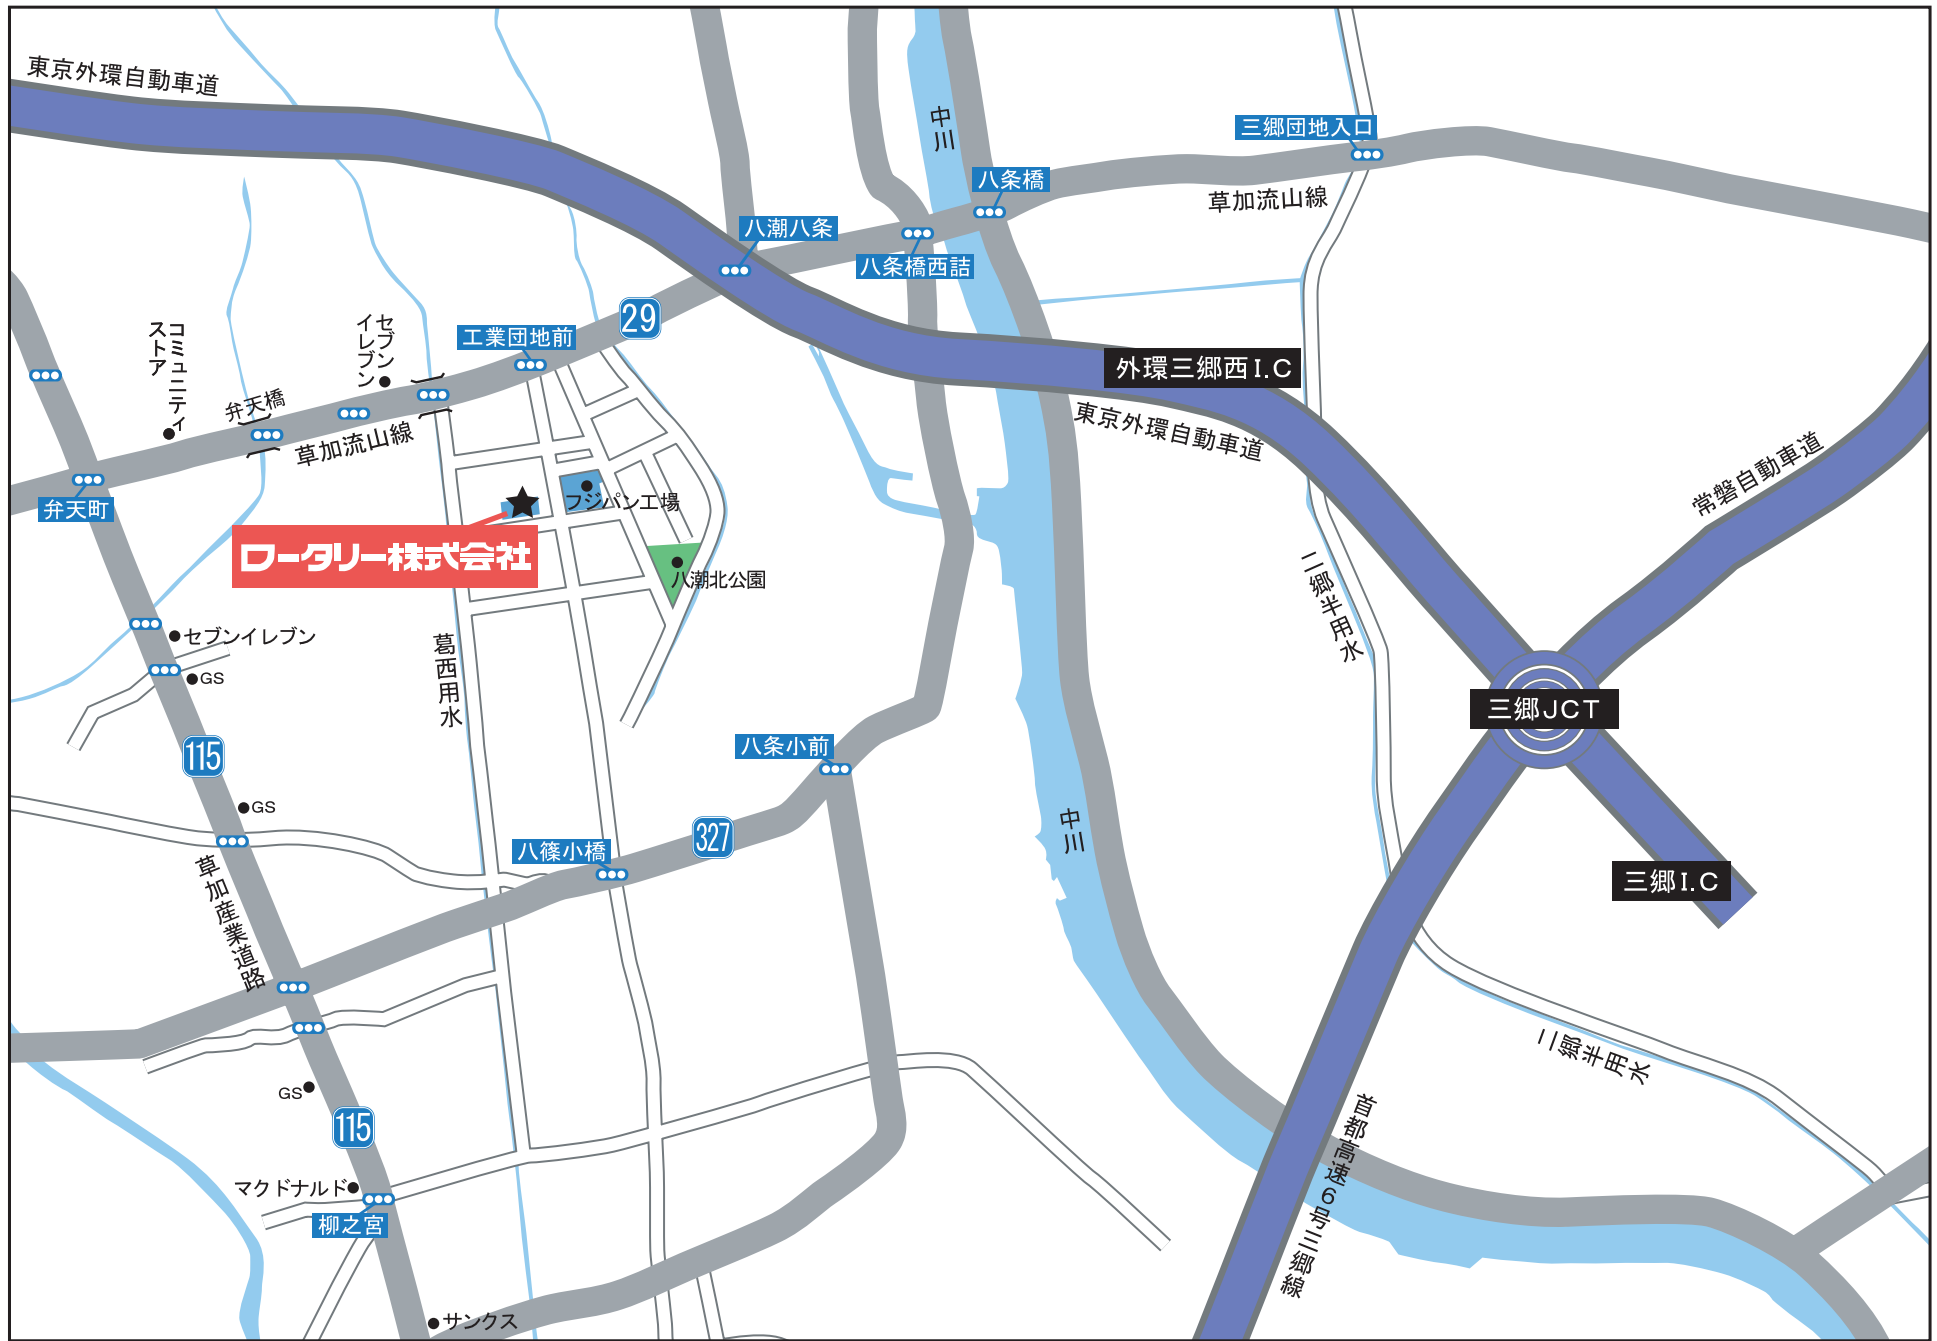 東京外環自動車道
中川
三郷団地入口
八条橋
草加流山線
八潮八条
八条橋西詰
29
コミュニティ
ストア
セブン
イレブン
工業団地前
外環三郷西I.C
弁天橋
草加流山線
東京外環自動車道
常磐自動車道
弁天町
フジパン工場
ロータリー株式会社
八潮北公園
二郷半用水
セブンイレブン
GS
葛西用水
三郷JCT
115
八条小前
GS
中川
327
八篠小橋
草加産業道路
三郷I.C
二郷半用水
GS
115
首都高速6号三郷線
マクドナルド
柳之宮
サンクス